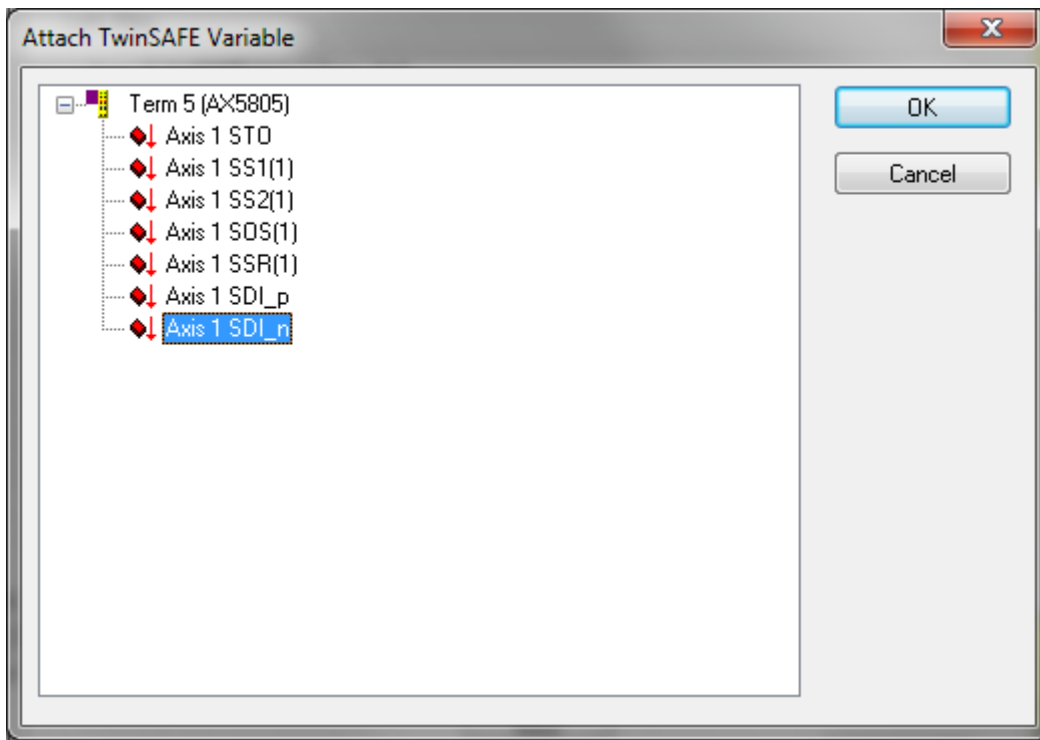 Attach TwinSAFE Variable
Term 5 (AX5805)
Axis 1 STO
Axis 1 SS1(1)
Axis 1 SS2(1)
Axis 1 SOS(1)
Axis 1 SSR(1)
Axis 1 SDI_p
Axis 1 SDI_n
OK
Cancel